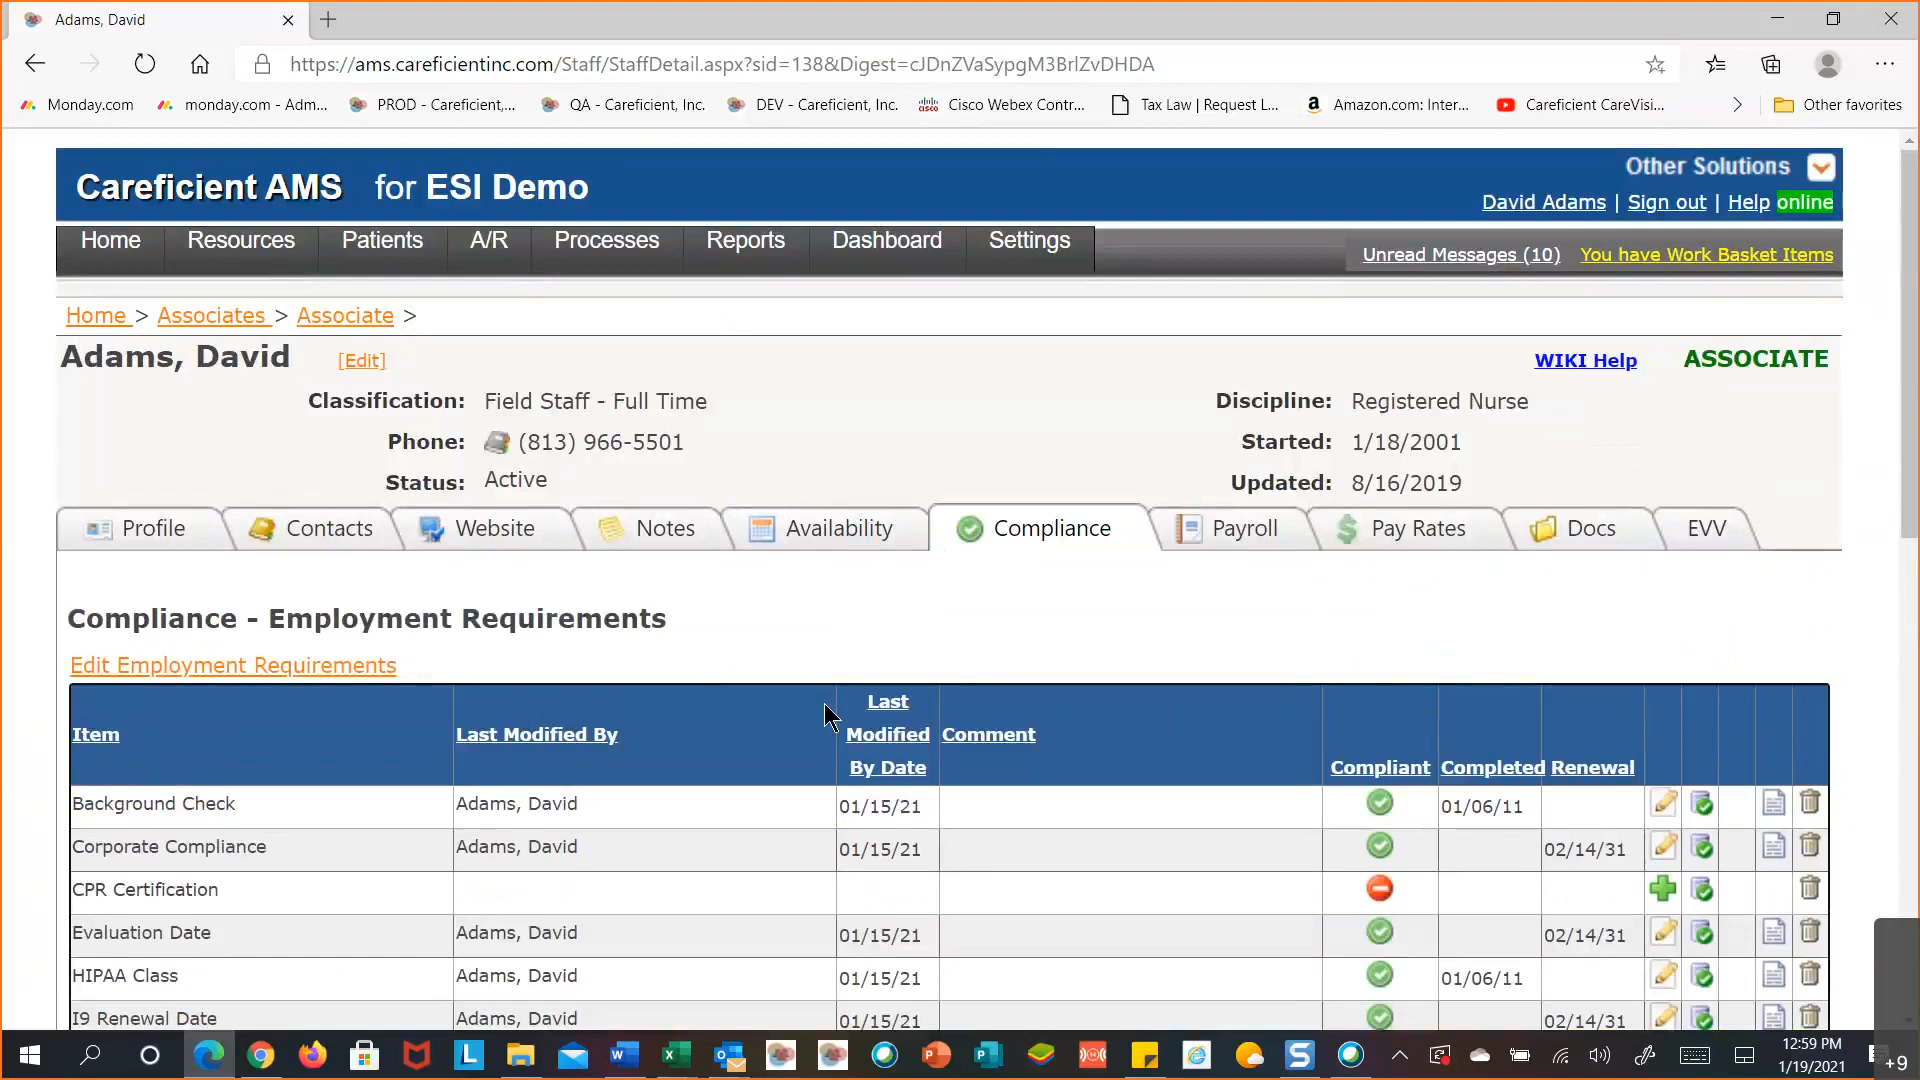 Adams, David
https://ams.careficientinc.com/Staff/StaffDetail.aspx?sid=138&Digest=cJDnZVaSypgM3BrlZvDHDA
Monday.com monday.com - Adm... PROD - Careficient,... QA - Careficient, Inc. DEV - Careficient, Inc. Cisco Webex Contr... Tax Law | Request L... Amazon.com: Inter... Careficient CareVisi... Other favorites
Other Solutions
Careficient AMS for ESI Demo
David Adams | Sign out | Help online
Home Resources Patients A/R Processes Reports Dashboard Settings
Unread Messages (10) You have Work Basket Items
Home > Associates > Associate >
Adams, David [Edit] WIKI Help ASSOCIATE
Classification: Field Staff - Full Time Discipline: Registered Nurse
Phone: (813) 966-5501 Started: 1/18/2001
Status: Active Updated: 8/16/2019
Profile Contacts Website Notes Availability Compliance Payroll Pay Rates Docs EVV
Compliance - Employment Requirements
Edit Employment Requirements
Item Last Modified By Last Modified By Date Comment Compliant Completed Renewal
Background Check Adams, David 01/15/21 01/06/11
Corporate Compliance Adams, David 01/15/21 02/14/31
CPR Certification
Evaluation Date Adams, David 01/15/21 02/14/31
HIPAA Class Adams, David 01/15/21 01/06/11
I9 Renewal Date Adams, David 01/15/21 02/14/31
12:59 PM
1/19/2021
+9